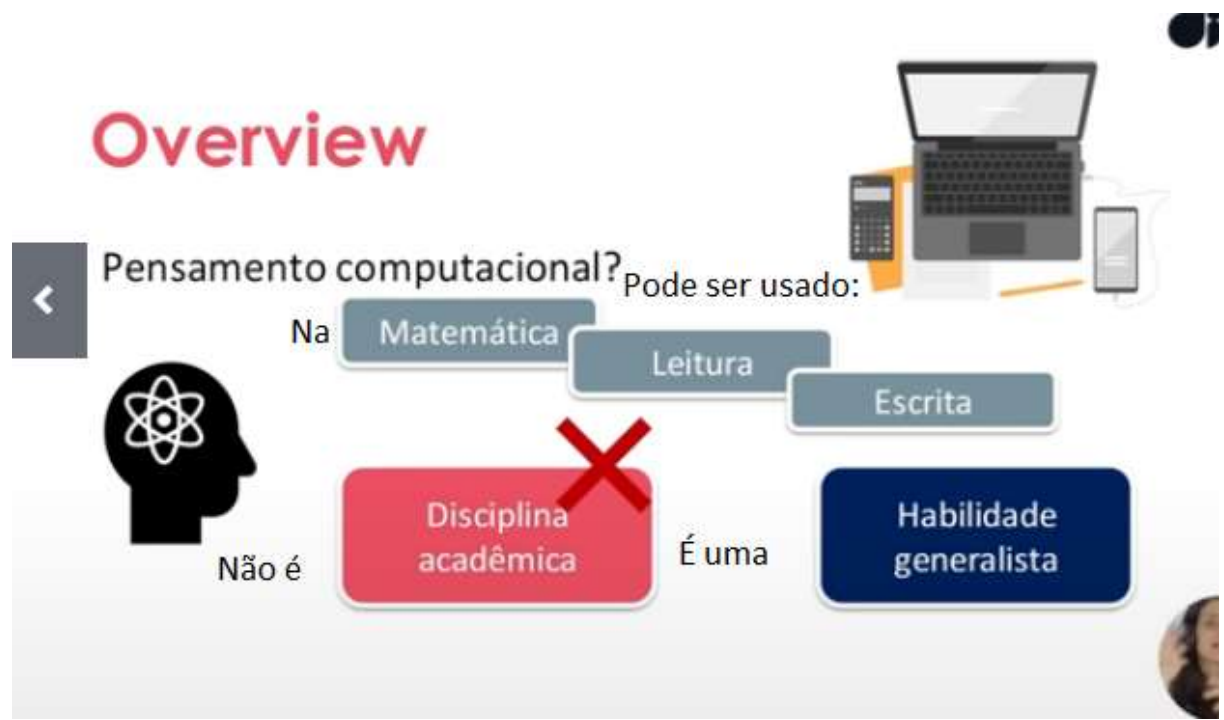 Overview
Pensamento computacional?
Pode ser usado:
Na Matemática
Leitura
Escrita
Não é
Disciplina
acadêmica
É uma
Habilidade
generalista